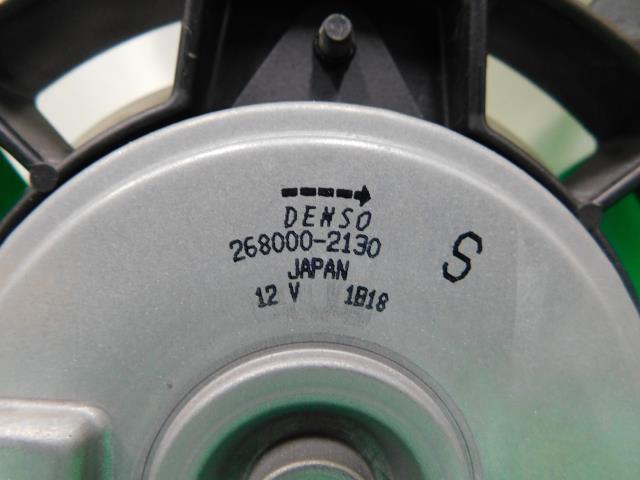 DENSO
268000-2130
JAPAN
12 V 1B18
S